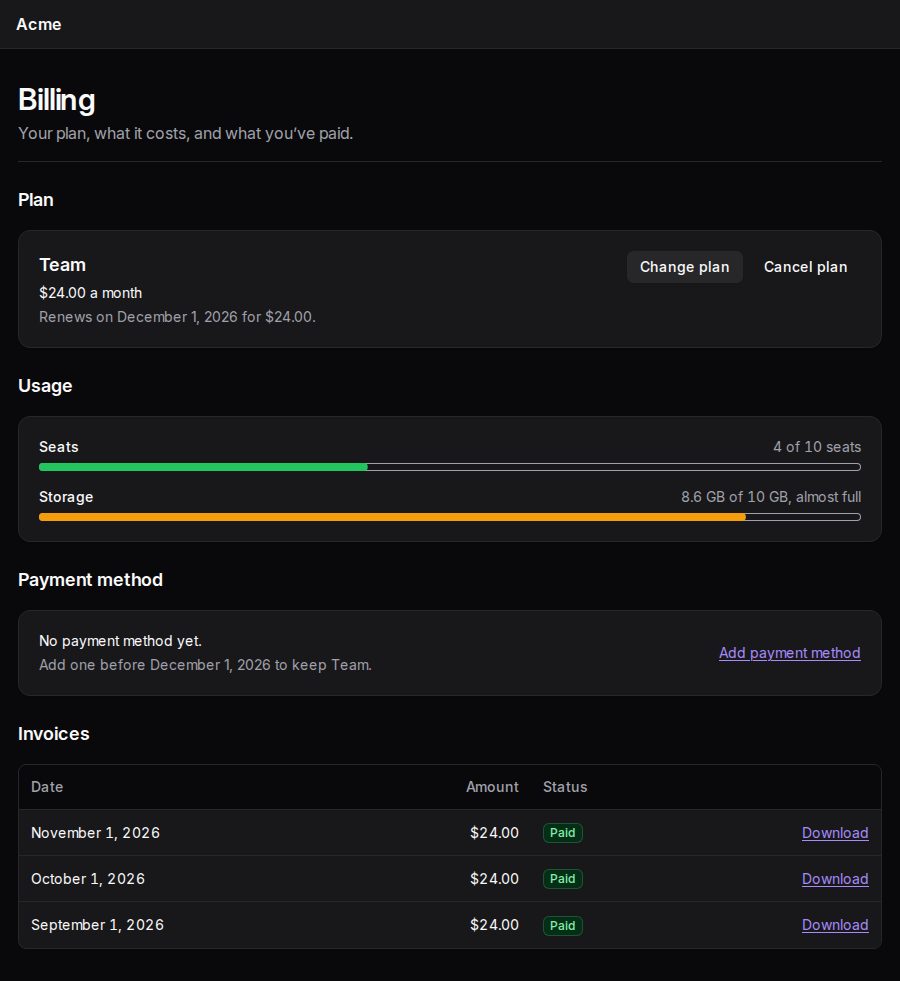 Acme
Billing
Your plan, what it costs, and what you’ve paid.
Plan
Team
Change plan
Cancel plan
$24.00 a month
Renews on December 1, 2026 for $24.00.
Usage
Seats
4 of 10 seats
Storage
8.6 GB of 10 GB, almost full
Payment method
No payment method yet.
Add one before December 1, 2026 to keep Team.
Add payment method
Invoices
Date Amount Status
November 1, 2026 $24.00 Paid Download
October 1, 2026 $24.00 Paid Download
September 1, 2026 $24.00 Paid Download